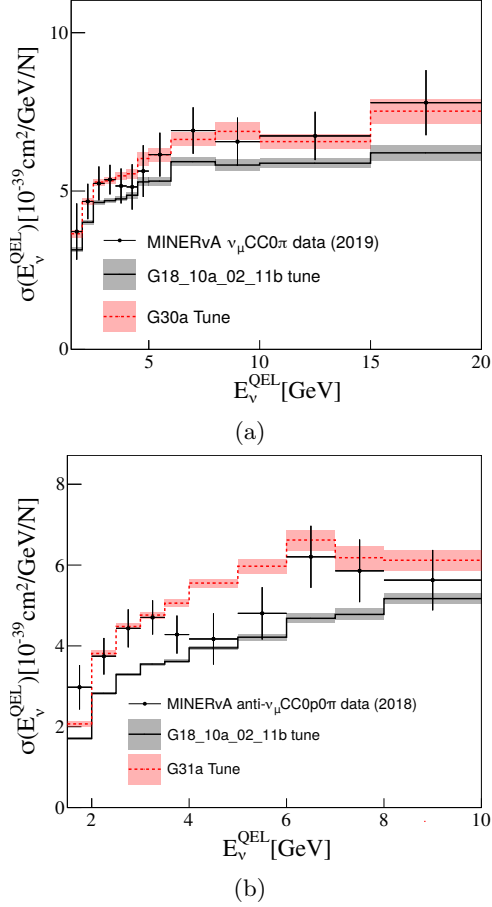 10
5
0
σ(E_ν^QEL)[10⁻³⁹cm²/GeV/N]
MINERvA ν_μCC0π data (2019)
G18_10a_02_11b tune
G30a Tune
5 10 15 20
E_ν^QEL[GeV]
(a)
8
6
4
2
0
σ(E_ν^QEL)[10⁻³⁹cm²/GeV/N]
MINERvA anti-ν_μCC0p0π data (2018)
G18_10a_02_11b tune
G31a Tune
2 4 6 8 10
E_ν^QEL[GeV]
(b)